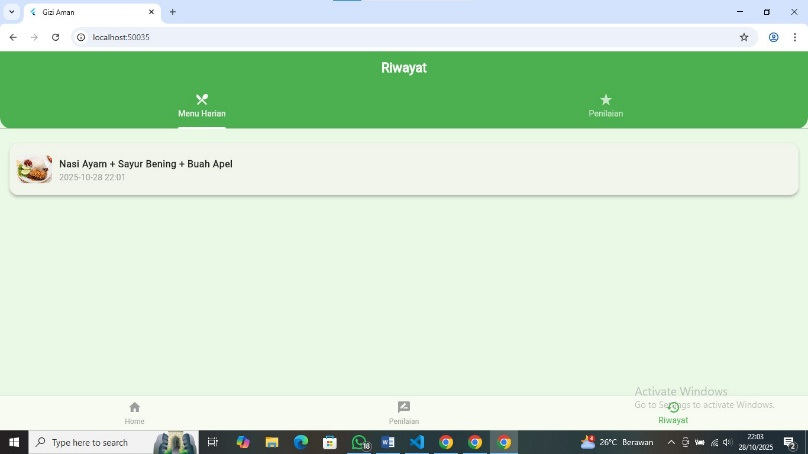 Gizi Aman
localhost:50035
Riwayat
Menu Harian
Penilaian
Nasi Ayam + Sayur Bening + Buah Apel
2025-10-28 22:01
Activate Windows
Go to Settings to activate Windows.
Home
Penilaian
Riwayat
Type here to search
18
26°C Berawan
22:03
28/10/2025
2